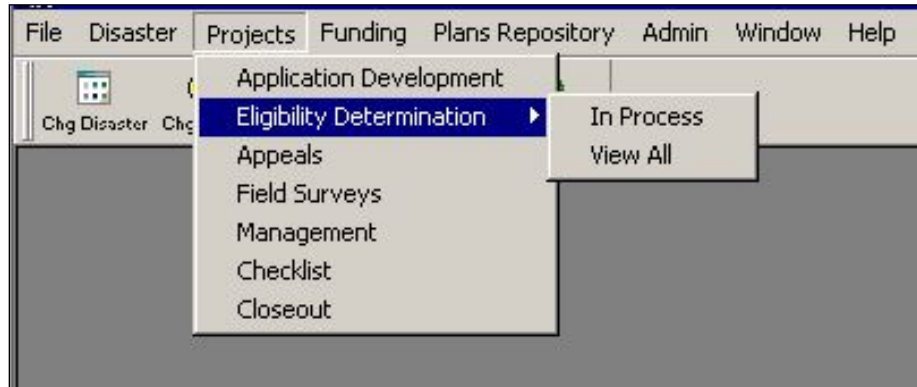 File Disaster Projects Funding Plans Repository Admin Window Help
Chg Disaster Chg
Application Development
Eligibility Determination
In Process
View All
Appeals
Field Surveys
Management
Checklist
Closeout